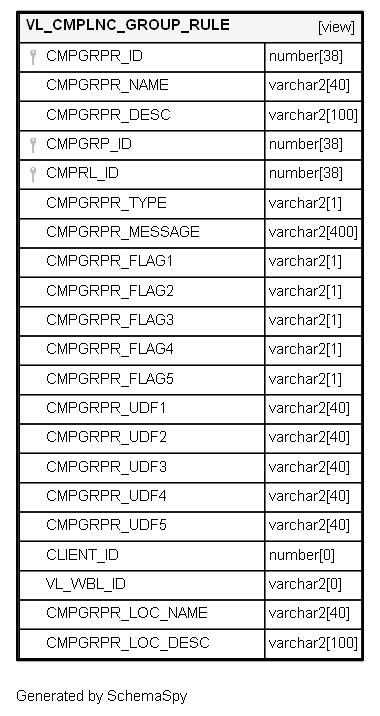 VL_CMPLNC_GROUP_RULE [view]
CMPGRPR_ID number[38]
CMPGRPR_NAME varchar2[40]
CMPGRPR_DESC varchar2[100]
CMPGRP_ID number[38]
CMPRL_ID number[38]
CMPGRPR_TYPE varchar2[1]
CMPGRPR_MESSAGE varchar2[400]
CMPGRPR_FLAG1 varchar2[1]
CMPGRPR_FLAG2 varchar2[1]
CMPGRPR_FLAG3 varchar2[1]
CMPGRPR_FLAG4 varchar2[1]
CMPGRPR_FLAG5 varchar2[1]
CMPGRPR_UDF1 varchar2[40]
CMPGRPR_UDF2 varchar2[40]
CMPGRPR_UDF3 varchar2[40]
CMPGRPR_UDF4 varchar2[40]
CMPGRPR_UDF5 varchar2[40]
CLIENT_ID number[0]
VL_WBL_ID varchar2[0]
CMPGRPR_LOC_NAME varchar2[40]
CMPGRPR_LOC_DESC varchar2[100]
Generated by SchemaSpy